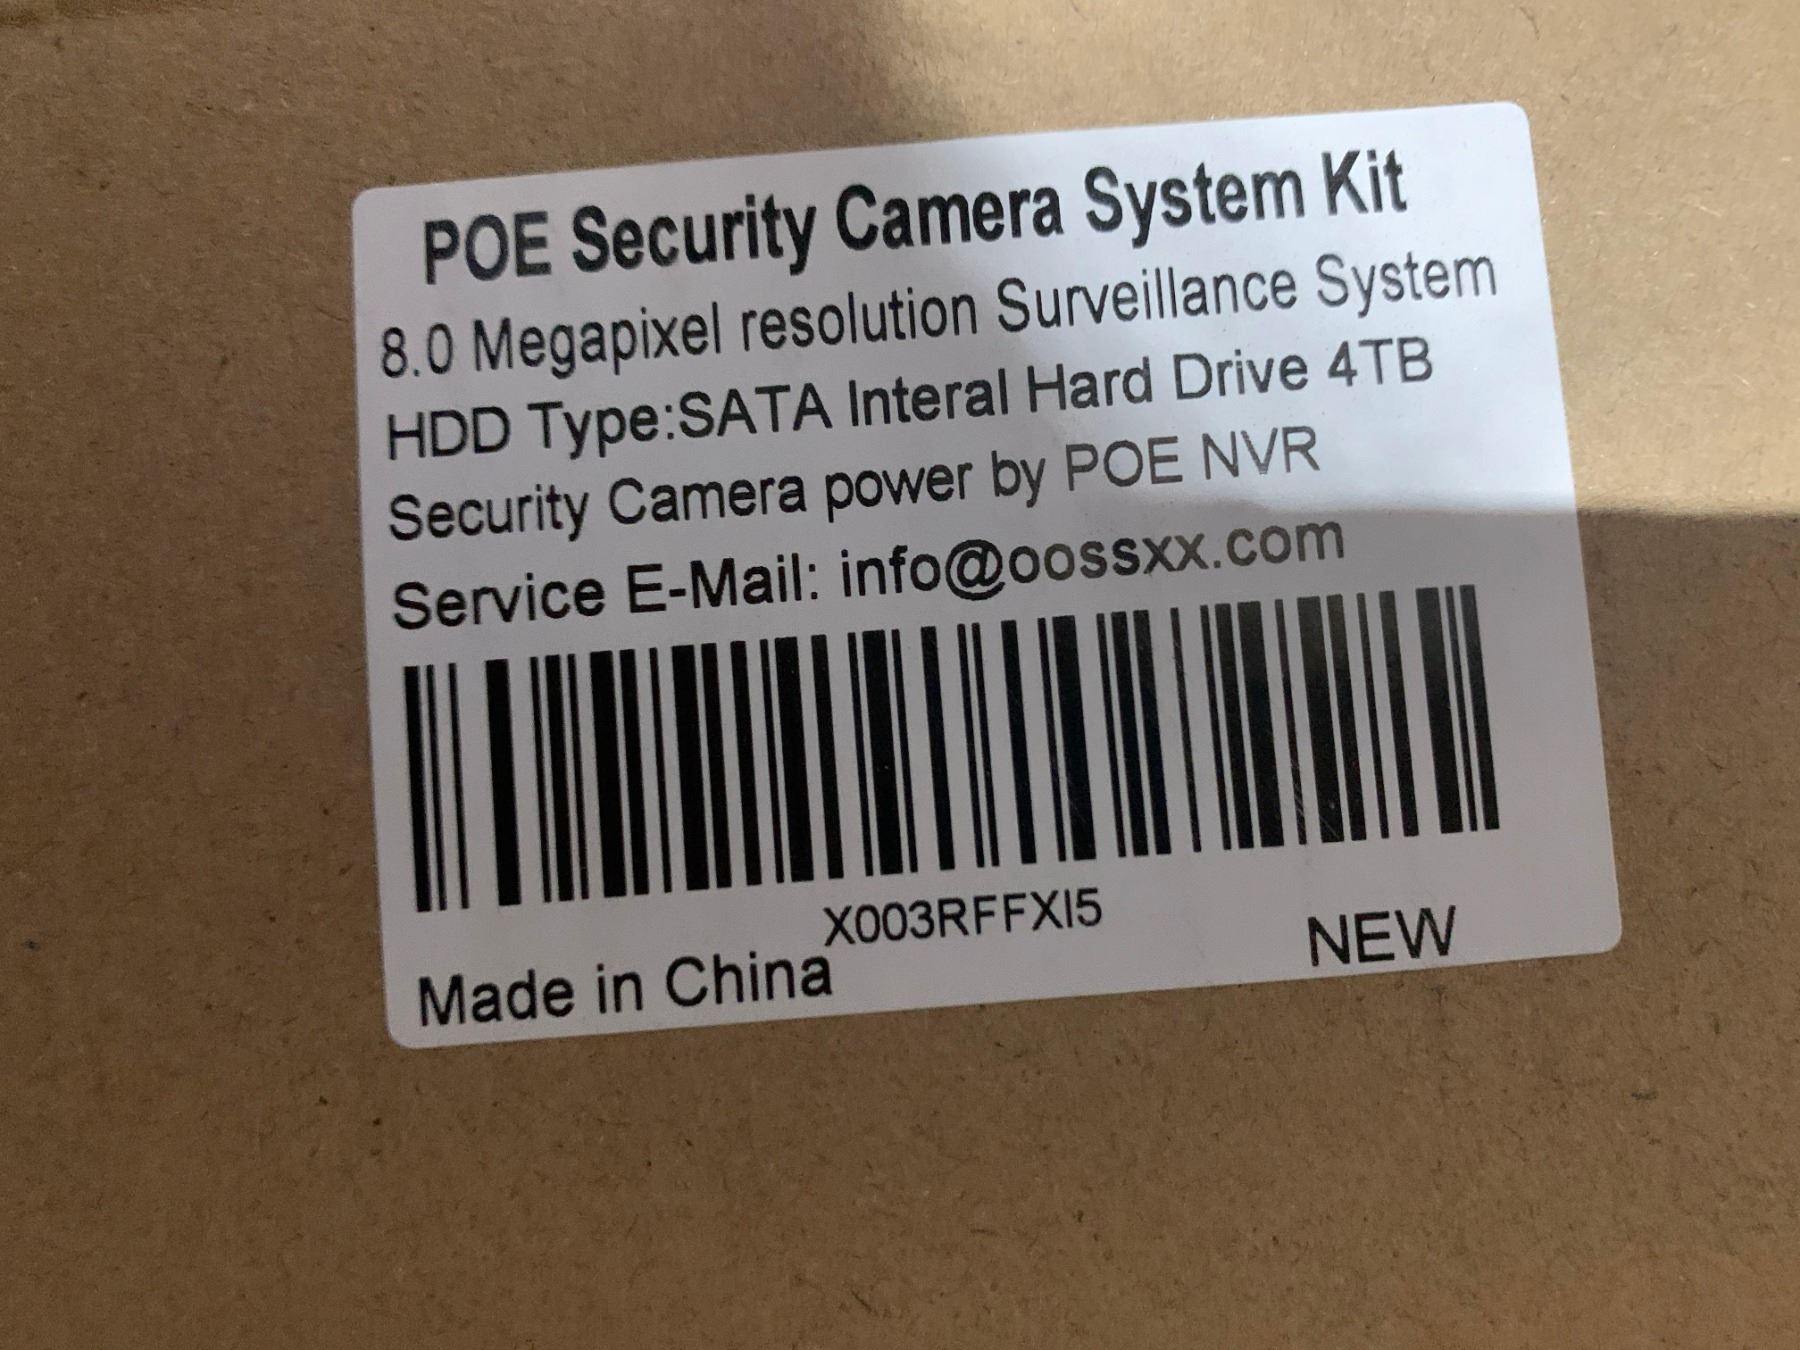 POE Security Camera System Kit
8.0 Megapixel resolution Surveillance System
HDD Type:SATA Interal Hard Drive 4TB
Security Camera power by POE NVR
Service E-Mail: info@oossxx.com
X003RFFXI5
Made in China
NEW